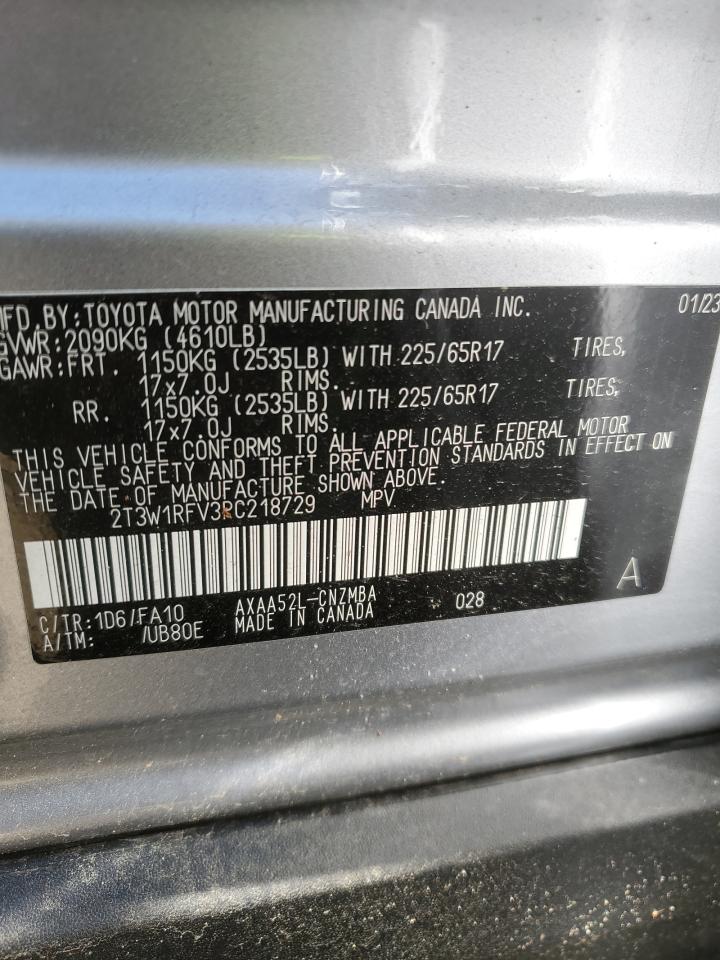 MFD.BY:TOYOTA MOTOR MANUFACTURING CANADA INC. 01/23
GVWR:2090KG (4610LB)
GAWR:FRT. 1150KG (2535LB) WITH 225/65R17 TIRES,
17x7.0J RIMS.
RR. 1150KG (2535LB) WITH 225/65R17 TIRES,
17x7.0J RIMS.
THIS VEHICLE CONFORMS TO ALL APPLICABLE FEDERAL MOTOR
VEHICLE SAFETY AND THEFT PREVENTION STANDARDS IN EFFECT ON
THE DATE OF MANUFACTURE SHOWN ABOVE.
2T3W1RFV3PC218729 MPV
C/TR:1D6/FA10 AXAA52L-CNZMBA 028 A
A/TM: /UB80E MADE IN CANADA